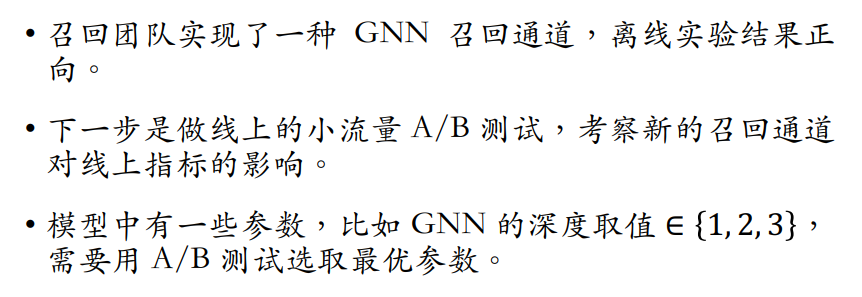 • 召回团队实现了一种 GNN 召回通道，离线实验结果正
向。
• 下一步是做线上的小流量 A/B 测试，考察新的召回通道
对线上指标的影响。
• 模型中有一些参数，比如 GNN 的深度取值 ∈ {1, 2, 3}，
需要用 A/B 测试选取最优参数。